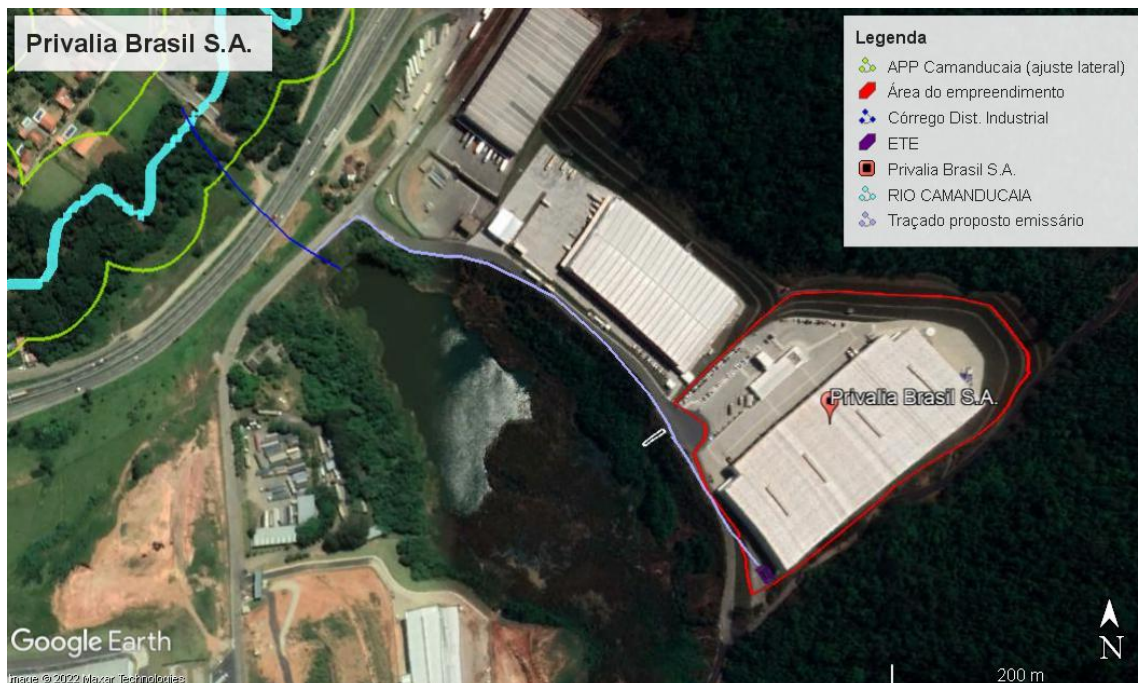 Privalia Brasil S.A.
Legenda
APP Camanducaia (ajuste lateral)
Área do empreendimento
Córrego Dist. Industrial
ETE
Privalia Brasil S.A.
RIO CAMANDUCAIA
Traçado proposto emissário
Privalia Brasil S.A.
Google Earth
N
Image © 2022 Maxar Technologies
200 m